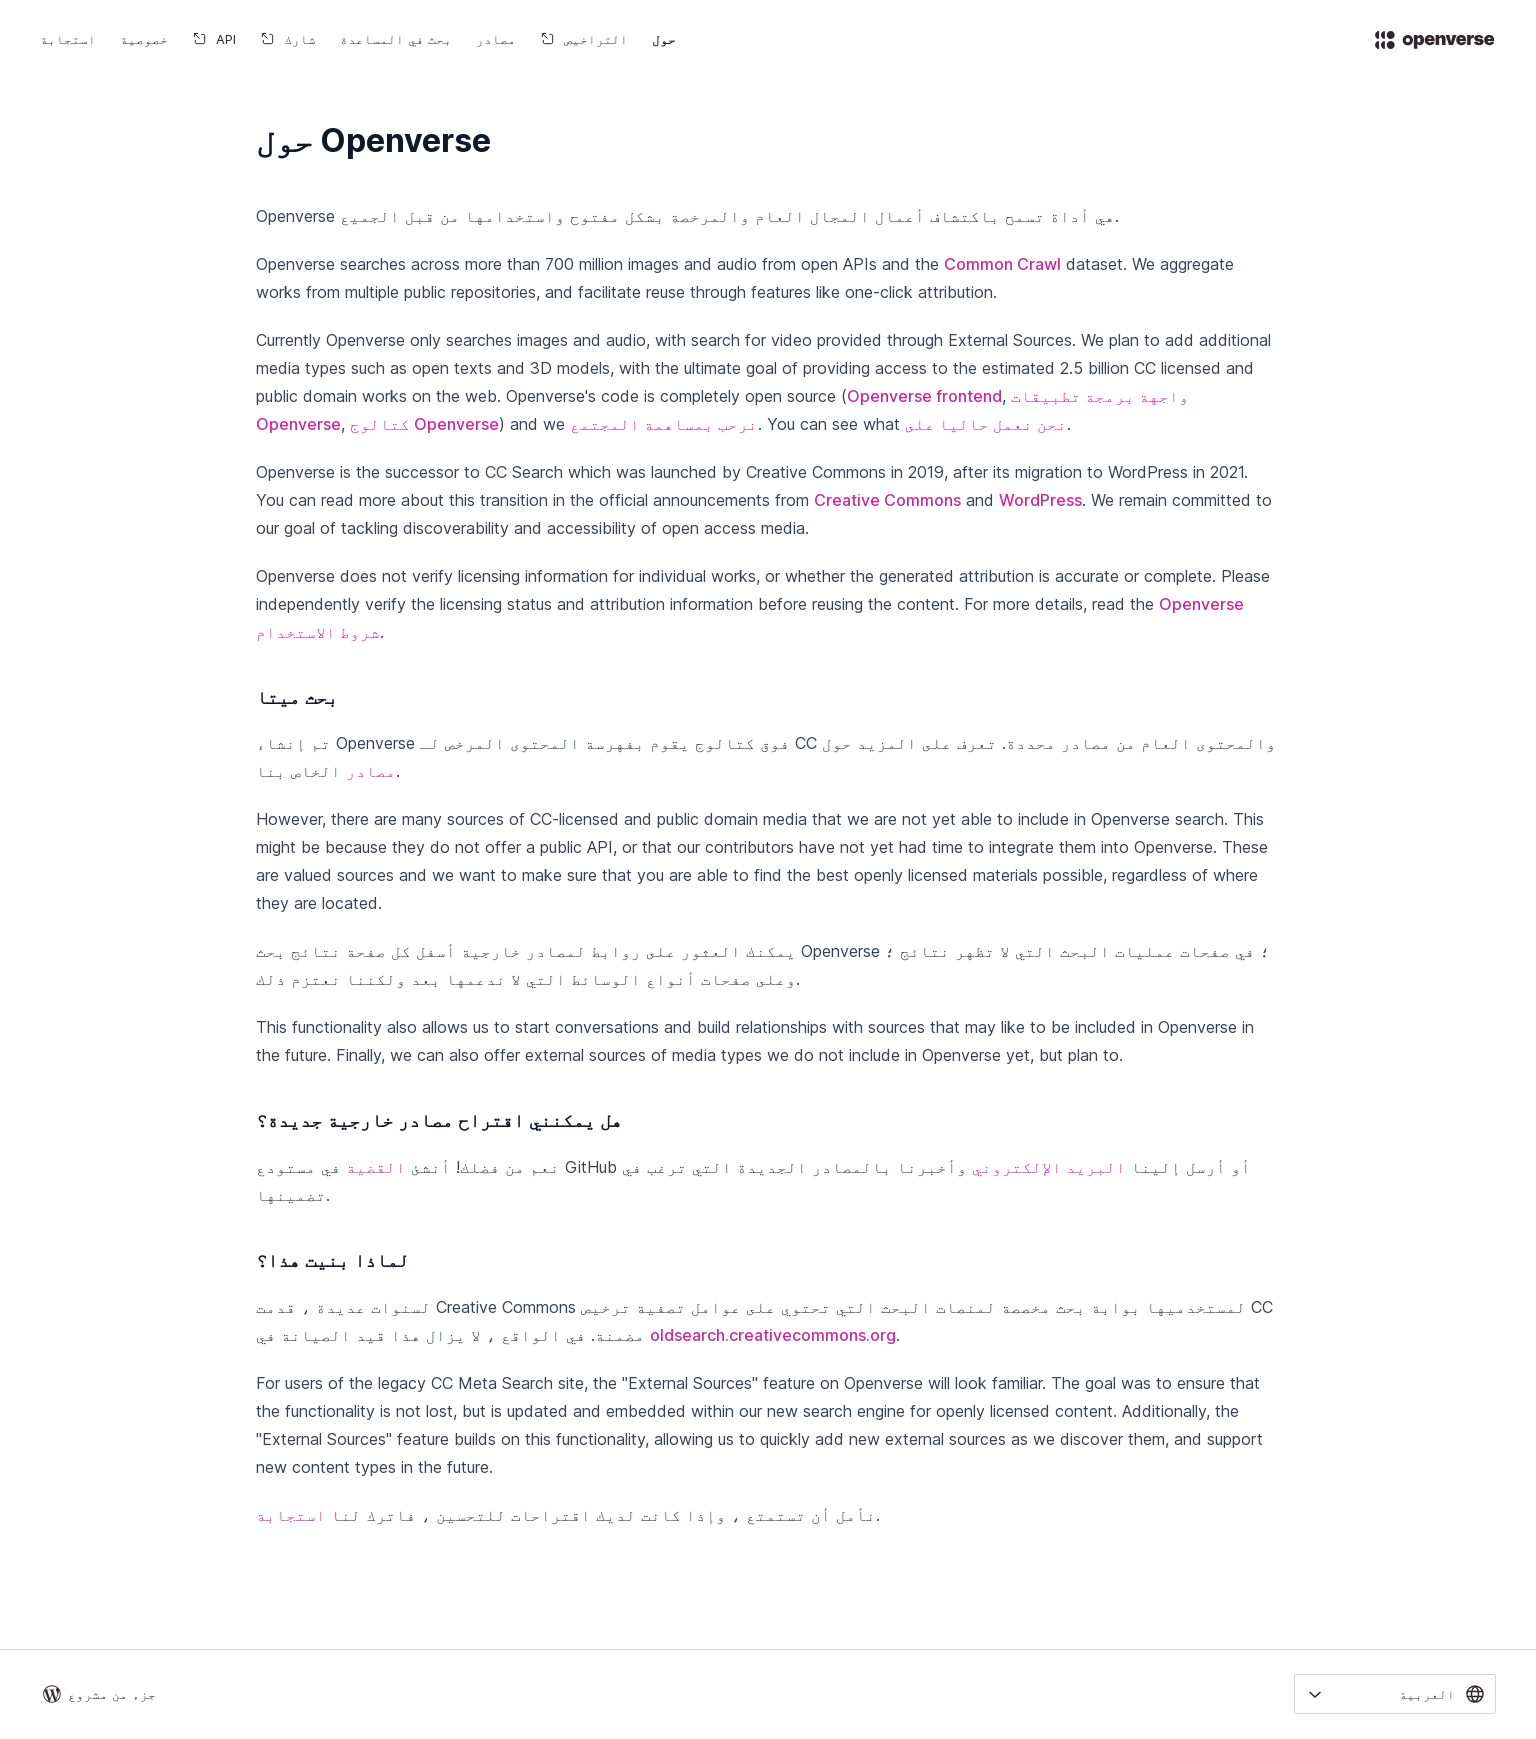 openverse
حول
التراخيص
مصادر
بحث في المساعدة
شارك
API
خصوصية
استجابة
حول Openverse
Openverse هي أداة تسمح باكتشاف أعمال المجال العام والمرخصة بشكل مفتوح واستخدامها من قبل الجميع.
Openverse searches across more than 700 million images and audio from open APIs and the Common Crawl dataset. We aggregate
works from multiple public repositories, and facilitate reuse through features like one-click attribution.
Currently Openverse only searches images and audio, with search for video provided through External Sources. We plan to add additional
media types such as open texts and 3D models, with the ultimate goal of providing access to the estimated 2.5 billion CC licensed and
public domain works on the web. Openverse's code is completely open source (Openverse frontend, واجهة برمجة تطبيقات
Openverse, كتالوج Openverse) and we نرحب بمساهمة المجتمع. You can see what نحن نعمل حاليا على.
Openverse is the successor to CC Search which was launched by Creative Commons in 2019, after its migration to WordPress in 2021.
You can read more about this transition in the official announcements from Creative Commons and WordPress. We remain committed to
our goal of tackling discoverability and accessibility of open access media.
Openverse does not verify licensing information for individual works, or whether the generated attribution is accurate or complete. Please
independently verify the licensing status and attribution information before reusing the content. For more details, read the Openverse
شروط الاستخدام.
بحث ميتا
تم إنشاء Openverse فوق كتالوج يقوم بفهرسة المحتوى المرخص لـ CC والمحتوى العام من مصادر محددة. تعرف على المزيد حول
مصادر الخاص بنا.
However, there are many sources of CC-licensed and public domain media that we are not yet able to include in Openverse search. This
might be because they do not offer a public API, or that our contributors have not yet had time to integrate them into Openverse. These
are valued sources and we want to make sure that you are able to find the best openly licensed materials possible, regardless of where
they are located.
يمكنك العثور على روابط لمصادر خارجية أسفل كل صفحة نتائج بحث Openverse ؛ في صفحات عمليات البحث التي لا تظهر نتائج ؛
وعلى صفحات أنواع الوسائط التي لا ندعمها بعد ولكننا نعتزم ذلك.
This functionality also allows us to start conversations and build relationships with sources that may like to be included in Openverse in
the future. Finally, we can also offer external sources of media types we do not include in Openverse yet, but plan to.
هل يمكنني اقتراح مصادر خارجية جديدة؟
نعم من فضلك! أنشئ القضية في مستودع GitHub أو أرسل إلينا البريد الإلكتروني وأخبرنا بالمصادر الجديدة التي ترغب في
تضمينها.
لماذا بنيت هذا؟
لسنوات عديدة ، قدمت Creative Commons لمستخدميها بوابة بحث مخصصة لمنصات البحث التي تحتوي على عوامل تصفية ترخيص CC
مضمنة. في الواقع ، لا يزال هذا قيد الصيانة في oldsearch.creativecommons.org.
For users of the legacy CC Meta Search site, the "External Sources" feature on Openverse will look familiar. The goal was to ensure that
the functionality is not lost, but is updated and embedded within our new search engine for openly licensed content. Additionally, the
"External Sources" feature builds on this functionality, allowing us to quickly add new external sources as we discover them, and support
new content types in the future.
نأمل أن تستمتع ، وإذا كانت لديك اقتراحات للتحسين ، فاترك لنا استجابة.
العربية
جزء من مشروع